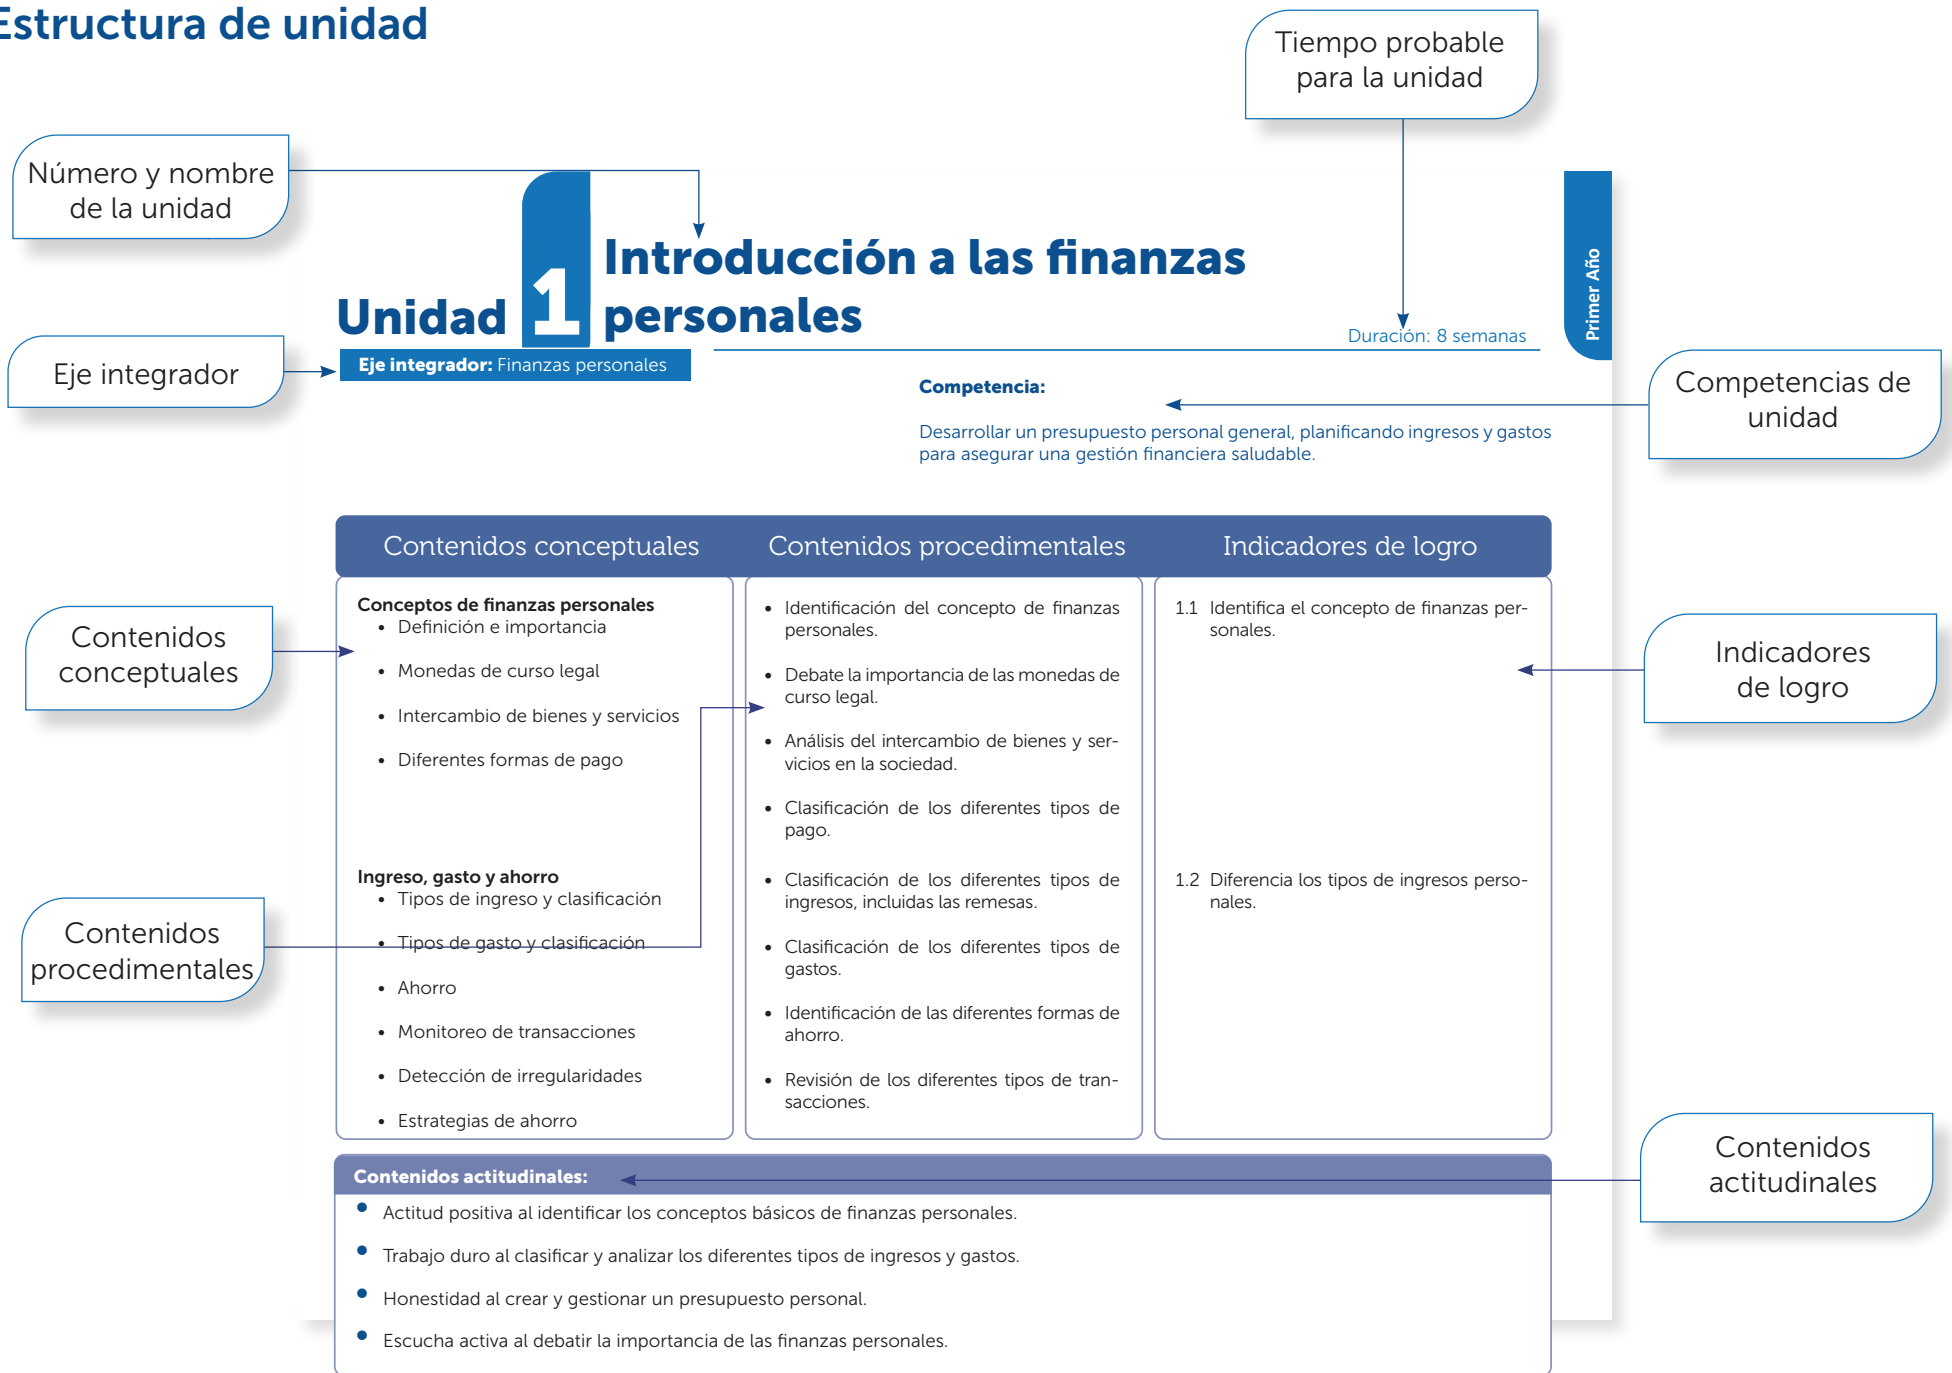 Estructura de unidad
Tiempo probable
para la unidad
Número y nombre
de la unidad
Unidad 1
Introducción a las finanzas
personales
Primer Año
Duración: 8 semanas
Eje integrador
Eje integrador: Finanzas personales
Competencia:
Desarrollar un presupuesto personal general, planificando ingresos y gastos
para asegurar una gestión financiera saludable.
Competencias de
unidad
Contenidos conceptuales
Contenidos procedimentales
Indicadores de logro
Contenidos
conceptuales
Conceptos de finanzas personales
• Definición e importancia
• Monedas de curso legal
• Intercambio de bienes y servicios
• Diferentes formas de pago
Ingreso, gasto y ahorro
• Tipos de ingreso y clasificación
• Tipos de gasto y clasificación
• Ahorro
• Monitoreo de transacciones
• Detección de irregularidades
• Estrategias de ahorro
Contenidos
procedimentales
• Identificación del concepto de finanzas
personales.
• Debate la importancia de las monedas de
curso legal.
• Análisis del intercambio de bienes y ser-
vicios en la sociedad.
• Clasificación de los diferentes tipos de
pago.
• Clasificación de los diferentes tipos de
ingresos, incluidas las remesas.
• Clasificación de los diferentes tipos de
gastos.
• Identificación de las diferentes formas de
ahorro.
• Revisión de los diferentes tipos de tran-
sacciones.
1.1 Identifica el concepto de finanzas per-
sonales.
1.2 Diferencia los tipos de ingresos perso-
nales.
Indicadores
de logro
Contenidos actitudinales:
• Actitud positiva al identificar los conceptos básicos de finanzas personales.
• Trabajo duro al clasificar y analizar los diferentes tipos de ingresos y gastos.
• Honestidad al crear y gestionar un presupuesto personal.
• Escucha activa al debatir la importancia de las finanzas personales.
Contenidos
actitudinales